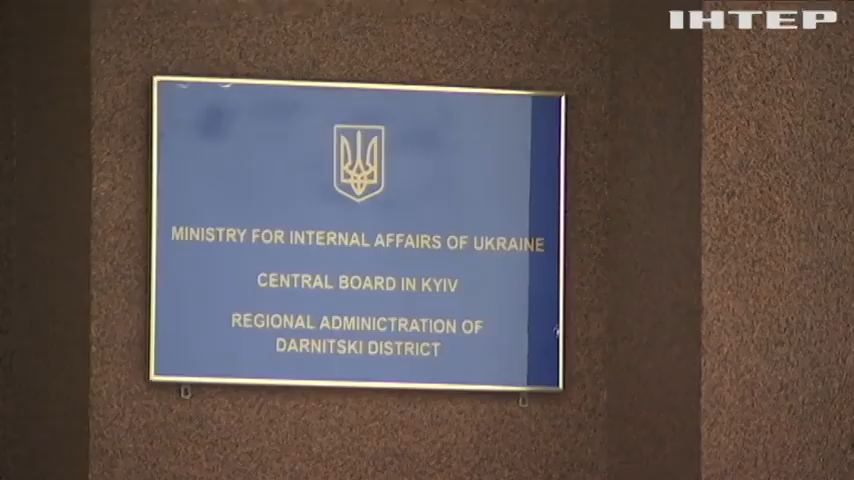 ІНТЕР
MINISTRY FOR INTERNAL AFFAIRS OF UKRAINE
CENTRAL BOARD IN KYIV
REGIONAL ADMINICTRATION OF
DARNITSKI DISTRICT